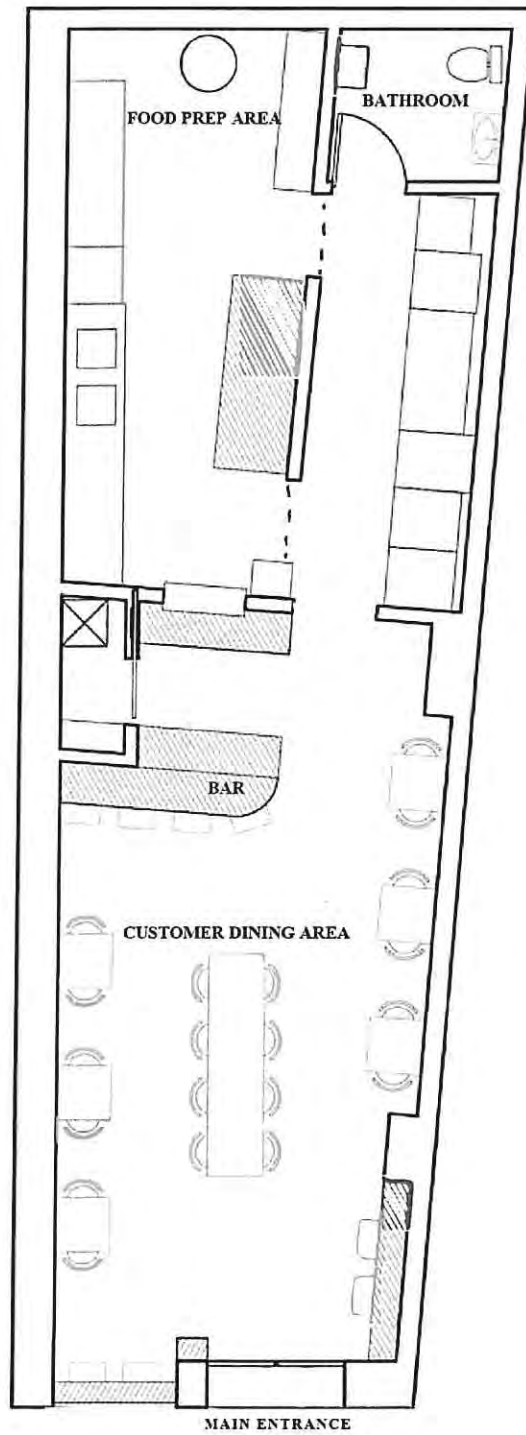 FOOD PREP AREA
BATHROOM
BAR
CUSTOMER DINING AREA
MAIN ENTRANCE